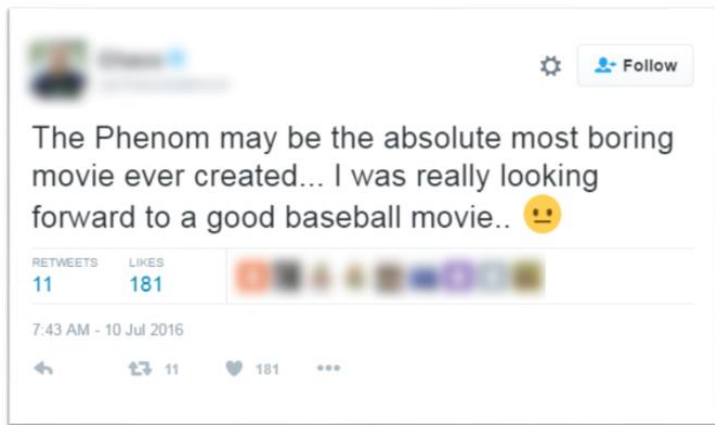 Follow
The Phenom may be the absolute most boring
movie ever created... I was really looking
forward to a good baseball movie.. 😐
RETWEETS LIKES
11 181
7:43 AM - 10 Jul 2016
11 181 •••